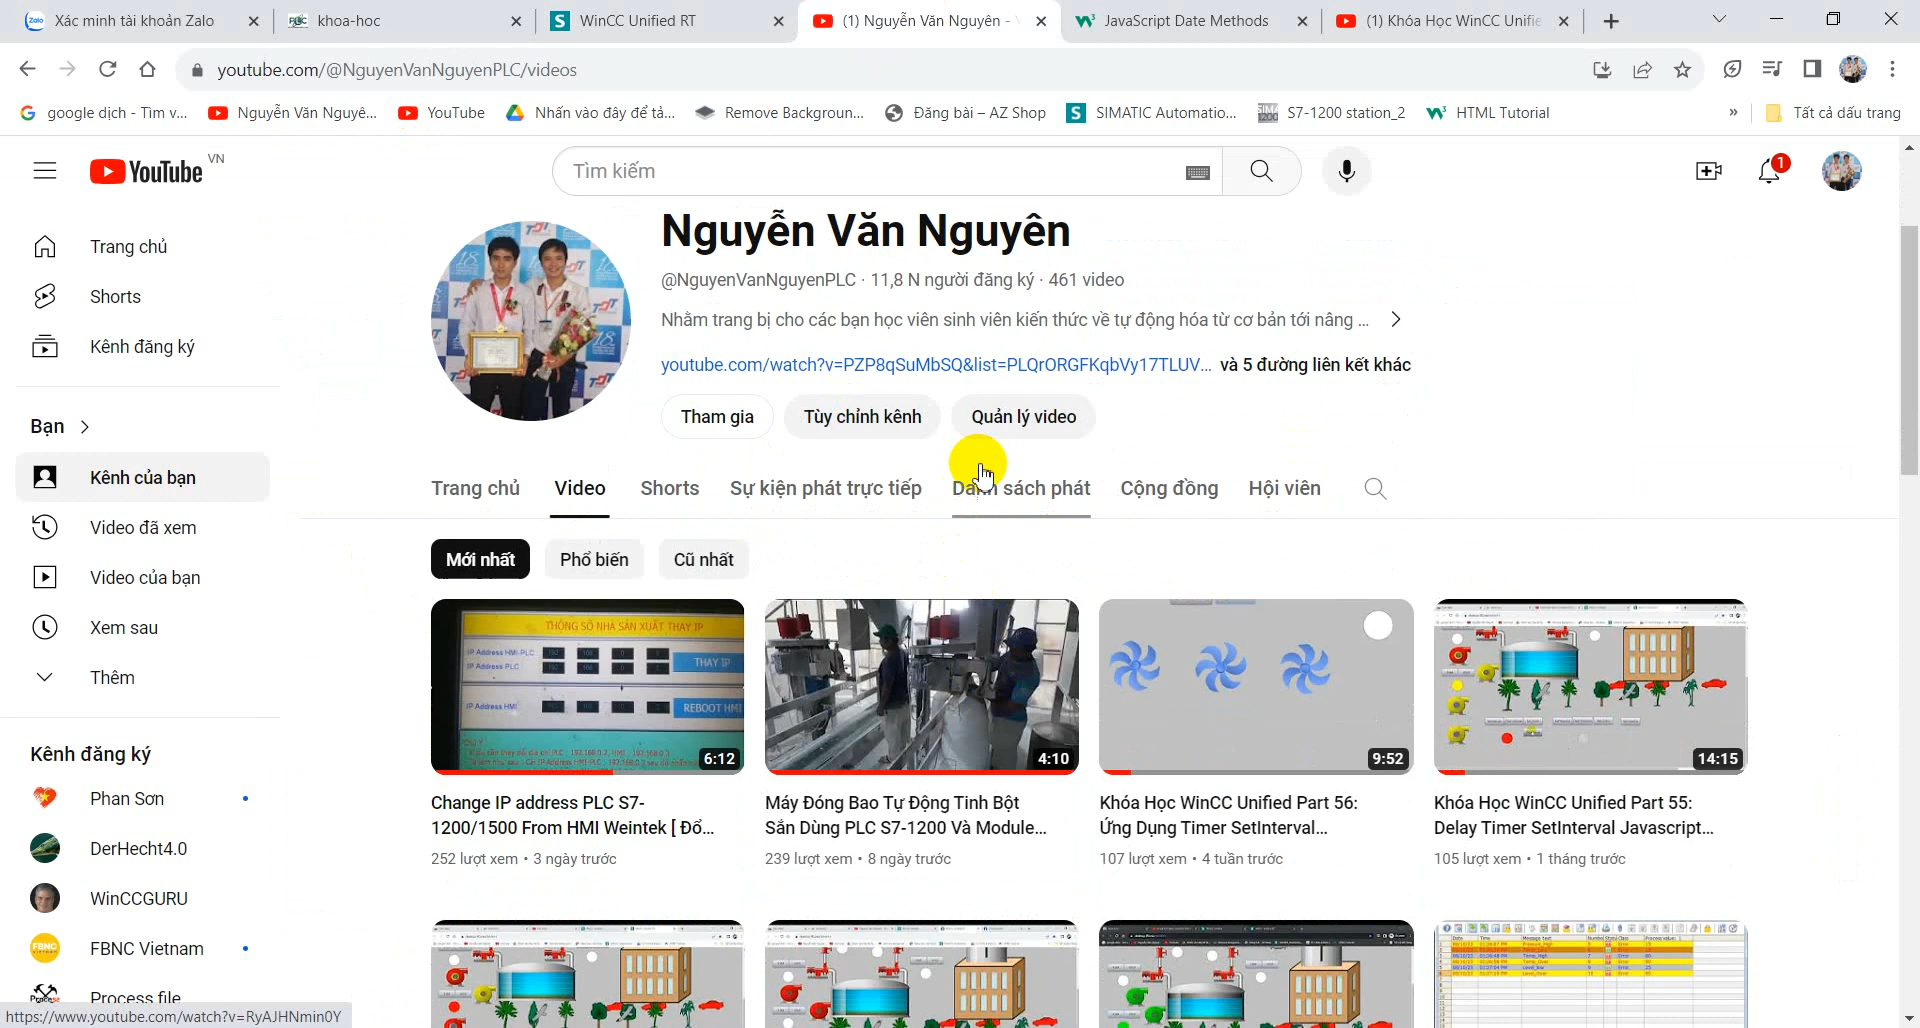 Xác minh tài khoản Zalo
khoa-hoc
WinCC Unified RT
(1) Nguyễn Văn Nguyên -
JavaScript Date Methods
(1) Khóa Học WinCC Unifie
youtube.com/@NguyenVanNguyenPLC/videos
google dịch - Tìm v...
Nguyễn Văn Nguyê...
YouTube
Nhấn vào đây để tả...
Remove Backgroun...
Đăng bài – AZ Shop
SIMATIC Automatio...
S7-1200 station_2
HTML Tutorial
»
Tất cả dấu trang
YouTube VN
Tìm kiếm
1
Trang chủ
Shorts
Kênh đăng ký
Bạn
Kênh của bạn
Video đã xem
Video của bạn
Xem sau
Thêm
Kênh đăng ký
Phan Sơn
DerHecht4.0
WinCCGURU
FBNC Vietnam
Process file
https://www.youtube.com/watch?v=RyAJHNmin0Y
Nguyễn Văn Nguyên
@NguyenVanNguyenPLC · 11,8 N người đăng ký · 461 video
Nhằm trang bị cho các bạn học viên sinh viên kiến thức về tự động hóa từ cơ bản tới nâng ...
youtube.com/watch?v=PZP8qSuMbSQ&list=PLQrORGFKqbVy17TLUV... và 5 đường liên kết khác
Tham gia
Tùy chỉnh kênh
Quản lý video
Trang chủ
Video
Shorts
Sự kiện phát trực tiếp
Danh sách phát
Cộng đồng
Hội viên
Mới nhất
Phổ biến
Cũ nhất
THÔNG SỐ NHÀ SẢN XUẤT THAY IP
IP Address HMI-PLC
IP Address PLC
THAY IP
IP Address HMI
REBOOT HMI
6:12
4:10
9:52
14:15
Change IP address PLC S7-
1200/1500 From HMI Weintek [ Đổ...
252 lượt xem • 3 ngày trước
Máy Đóng Bao Tự Động Tinh Bột
Sắn Dùng PLC S7-1200 Và Module...
239 lượt xem • 8 ngày trước
Khóa Học WinCC Unified Part 56:
Ứng Dụng Timer SetInterval...
107 lượt xem • 4 tuần trước
Khóa Học WinCC Unified Part 55:
Delay Timer SetInterval Javascript...
105 lượt xem • 1 tháng trước